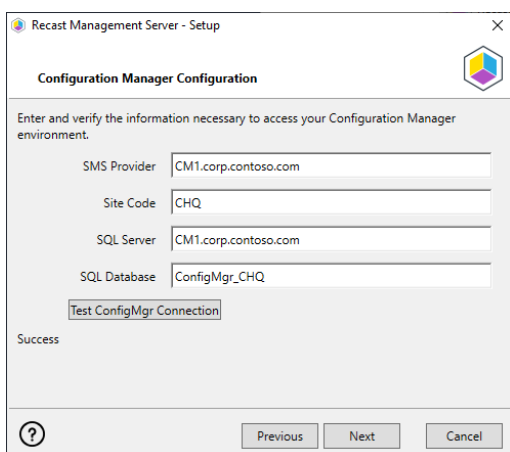 Recast Management Server - Setup
Configuration Manager Configuration
Enter and verify the information necessary to access your Configuration Manager
environment.
SMS Provider CM1.corp.contoso.com
Site Code CHQ
SQL Server CM1.corp.contoso.com
SQL Database ConfigMgr_CHQ
Test ConfigMgr Connection
Success
? Previous Next Cancel